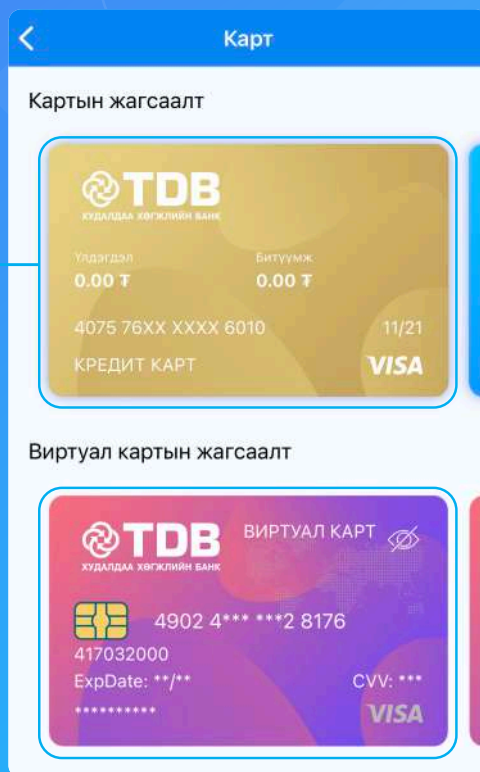 Карт
Картын жагсаалт
TDB
ХУДАЛДАА ХӨГЖЛИЙН БАНК
Үлдэгдэл Битүүмж
0.00 ₮ 0.00 ₮
4075 76XX XXXX 6010 11/21
КРЕДИТ КАРТ VISA
Виртуал картын жагсаалт
TDB ВИРТУАЛ КАРТ
ХУДАЛДАА ХӨГЖЛИЙН БАНК
4902 4*** ***2 8176
417032000
ExpDate: **/** CVV: ***
********** VISA